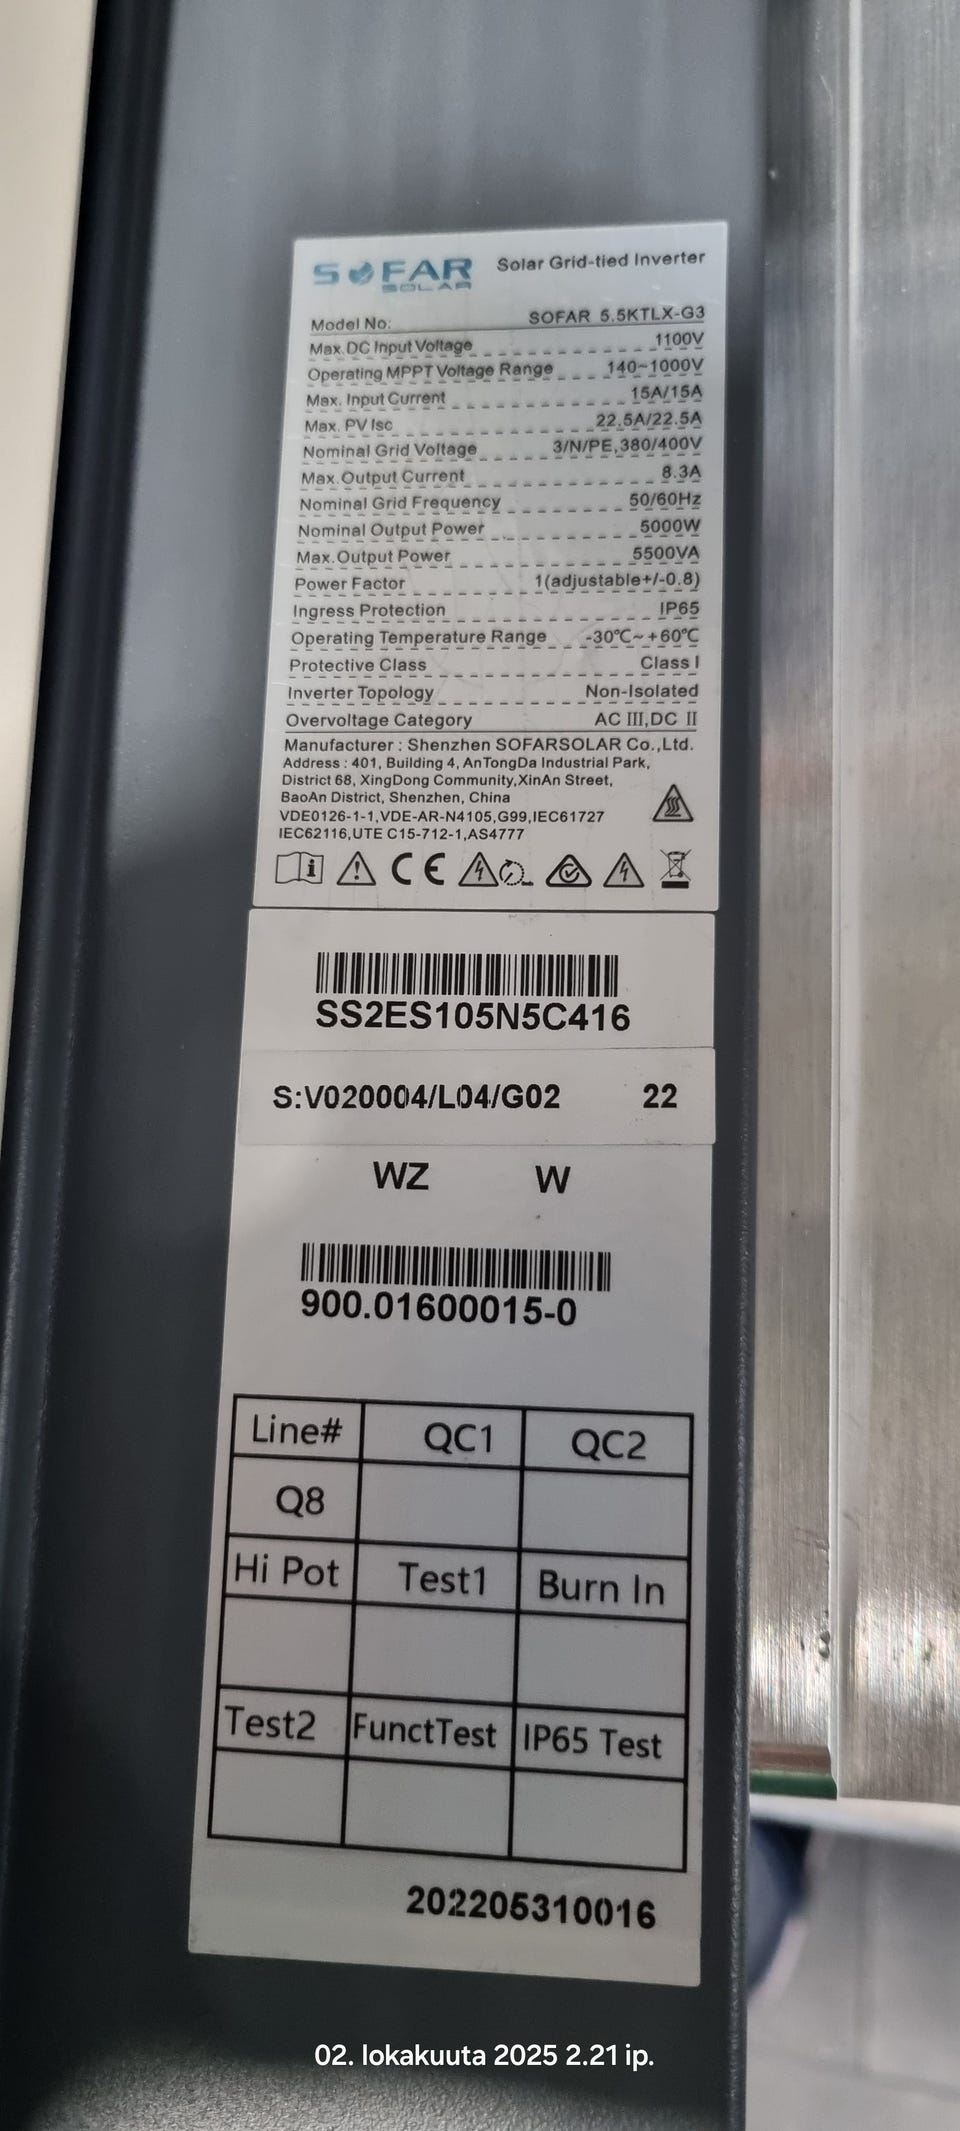 SOFAR SOLAR Solar Grid-tied Inverter
Model No: SOFAR 5.5KTLX-G3
Max.DC Input Voltage 1100V
Operating MPPT Voltage Range 140~1000V
Max. Input Current 15A/15A
Max. PV Isc 22.5A/22.5A
Nominal Grid Voltage 3/N/PE,380/400V
Max.Output Current 8.3A
Nominal Grid Frequency 50/60Hz
Nominal Output Power 5000W
Max.Output Power 5500VA
Power Factor 1(adjustable+/-0.8)
Ingress Protection IP65
Operating Temperature Range -30℃~+60℃
Protective Class Class I
Inverter Topology Non-Isolated
Overvoltage Category AC III,DC II
Manufacturer : Shenzhen SOFARSOLAR Co.,Ltd.
Address : 401, Building 4, AnTongDa Industrial Park,
District 68, XingDong Community,XinAn Street,
BaoAn District, Shenzhen, China
VDE0126-1-1,VDE-AR-N4105,G99,IEC61727
IEC62116,UTE C15-712-1,AS4777
CE
SS2ES105N5C416
S:V020004/L04/G02 22
WZ W
900.01600015-0
Line# QC1 QC2
Q8
Hi Pot Test1 Burn In
Test2 FunctTest IP65 Test
202205310016
02. lokakuuta 2025 2.21 ip.